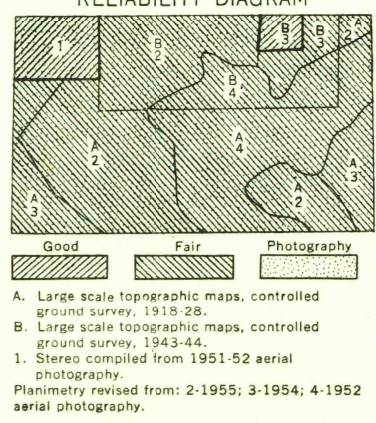 RELIABILITY DIAGRAM
1
B
2
B
3
B
3
A
2
B
4
A
2
A
4
A
3
A
2
A
3
Good Fair Photography
A. Large scale topographic maps, controlled
ground survey, 1918-28.
B. Large scale topographic maps, controlled
ground survey, 1943-44.
1. Stereo compiled from 1951-52 aerial
photography.
Planimetry revised from: 2-1955; 3-1954; 4-1952
aerial photography.